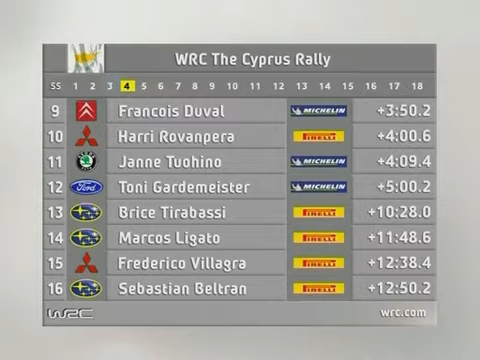 WRC The Cyprus Rally
SS 1 2 3 4 5 6 7 8 9 10 11 12 13 14 15 16 17 18
9 Francois Duval MICHELIN +3:50.2
10 Harri Rovanpera PIRELLI +4:00.6
11 Janne Tuohino MICHELIN +4:09.4
12 Ford Toni Gardemeister MICHELIN +5:00.2
13 Brice Tirabassi PIRELLI +10:28.0
14 Marcos Ligato PIRELLI +11:48.6
15 Frederico Villagra PIRELLI +12:38.4
16 Sebastian Beltran PIRELLI +12:50.2
WRC wrc.com